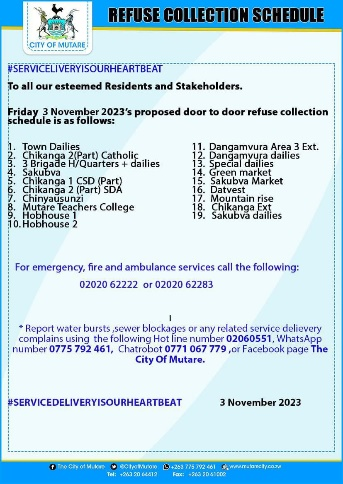 REFUSE COLLECTION SCHEDULE
CITY OF MUTARE
#SERVICELIVERYISOURHEARTBEAT
To all our esteemed Residents and Stakeholders.
Friday 3 November 2023's proposed door to door refuse collection
schedule is as follows:
1. Town Dailies
2. Chikanga 2(Part) Catholic
3. 3 Brigade H/Quarters + dailies
4. Sakubva
5. Chikanga 1 CSD (Part)
6. Chikanga 2 (Part) SDA
7. Chinyausunzi
8. Mutare Teachers College
9. Hobhouse 1
10. Hobhouse 2
11. Dangamvura Area 3 Ext.
12. Dangamvura dailies
13. Special dailies
14. Green market
15. Sakubva Market
16. Datvest
17. Mountain rise
18. Chikanga Ext
19. Sakubva dailies
For emergency, fire and ambulance services call the following:
02020 62222 or 02020 62283
* Report water bursts ,sewer blockages or any related service delievery
complains using the following Hot line number 02060551, WhatsApp
number 0775 792 461, Chatrobot 0771 067 779 ,or Facebook page The
City Of Mutare.
#SERVICEDELIVERYISOURHEARTBEAT 3 November 2023
The City of Mutare @CityofMutare +263 775 792 461 www.mutarecity.co.zw
Tel: +263 20 64412 Fax: +263 20 61002